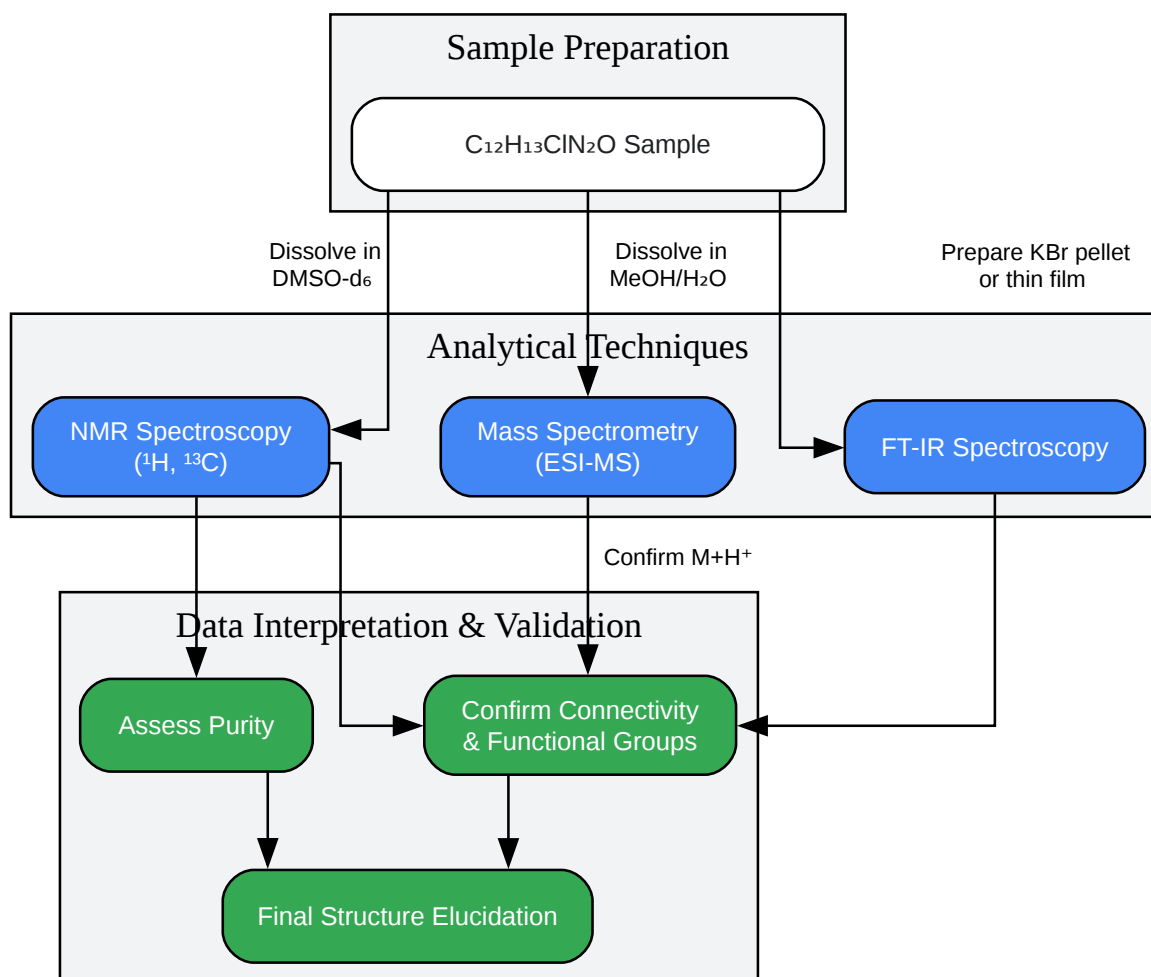 Sample Preparation
C₁₂H₁₃ClN₂O Sample
Dissolve in
DMSO-d₆
Dissolve in
MeOH/H₂O
Prepare KBr pellet
or thin film
Analytical Techniques
NMR Spectroscopy
(¹H, ¹³C)
Mass Spectrometry
(ESI-MS)
FT-IR Spectroscopy
Confirm M+H⁺
Data Interpretation & Validation
Assess Purity
Confirm Connectivity
& Functional Groups
Final Structure Elucidation